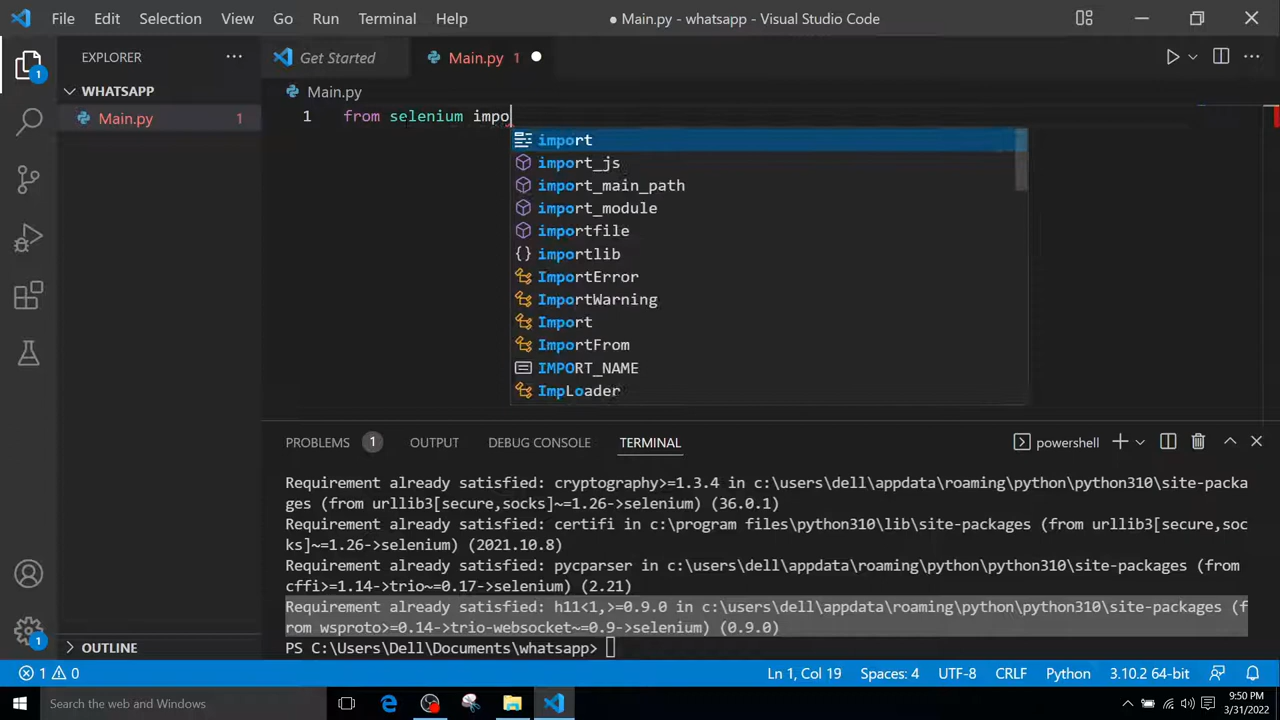 File Edit Selection View Go Run Terminal Help ● Main.py - whatsapp - Visual Studio Code
EXPLORER ··· Get Started Main.py 1
WHATSAPP
Main.py 1
Main.py
1 from selenium impo
import
import_js
import_main_path
import_module
importfile
{} importlib
ImportError
ImportWarning
Import
ImportFrom
IMPORT_NAME
ImpLoader
PROBLEMS 1 OUTPUT DEBUG CONSOLE TERMINAL powershell
Requirement already satisfied: cryptography>=1.3.4 in c:\users\dell\appdata\roaming\python\python310\site-packa
ges (from urllib3[secure,socks]~=1.26->selenium) (36.0.1)
Requirement already satisfied: certifi in c:\program files\python310\lib\site-packages (from urllib3[secure,soc
ks]~=1.26->selenium) (2021.10.8)
Requirement already satisfied: pycparser in c:\users\dell\appdata\roaming\python\python310\site-packages (from
cffi>=1.14->trio~=0.17->selenium) (2.21)
Requirement already satisfied: h11<1,>=0.9.0 in c:\users\dell\appdata\roaming\python\python310\site-packages (f
rom wsproto>=0.14->trio-websocket~=0.9->selenium) (0.9.0)
PS C:\Users\Dell\Documents\whatsapp>
OUTLINE
1
1
1 0 Ln 1, Col 19 Spaces: 4 UTF-8 CRLF Python 3.10.2 64-bit
Search the web and Windows
9:50 PM
3/31/2022